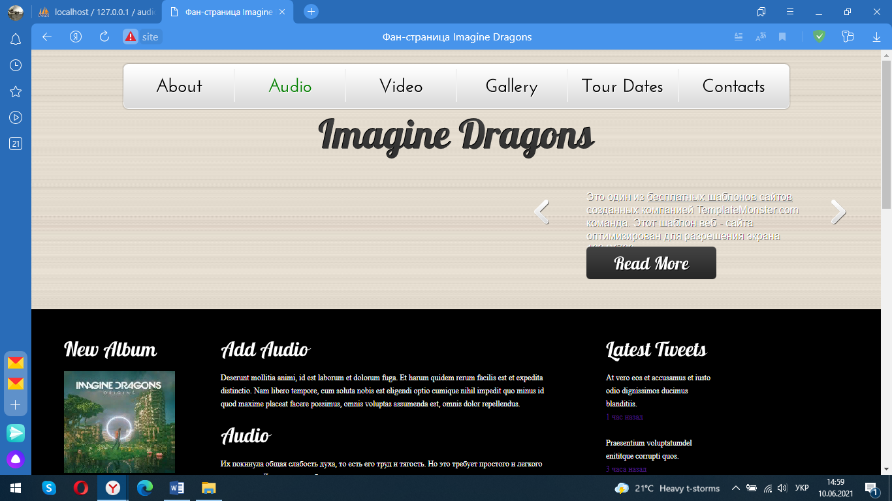 localhost / 127.0.0.1 / audi
Фан-страница Imagine
site
Фан-страница Imagine Dragons
About
Audio
Video
Gallery
Tour Dates
Contacts
Imagine Dragons
Это один из бесплатных шаблонов сайтов
созданных компанией TemplateMonster.com
команда. Этот шаблон веб - сайта
оптимизирован для разрешения экрана
Read More
New Album
IMAGINE DRAGONS
ORIGINS
Add Audio
Deserunt mollitia animi, id est laborum et dolorum fuga. Et harum quidem rerum facilis est et expedita
distinctio. Nam libero tempore, cum soluta nobis est eligendi optio cumique nihil impedit quo minus id
quod maxime placeat facere possimus, omnis voluptas assumenda est, omnis dolor repellendus.
Audio
Их покинула общая слабость духа, то есть его труд и тягость. Но это требует простого и легкого
Latest Tweets
At vero eos et accusamus et iusto
odio dignissimos ducimus
blanditiis.
1 час назад
Praesentium voluptatumdel
enititque corrupti quos.
3 часа назад
21
21°C Heavy t-storms
УКР
14:59
10.06.2021
1